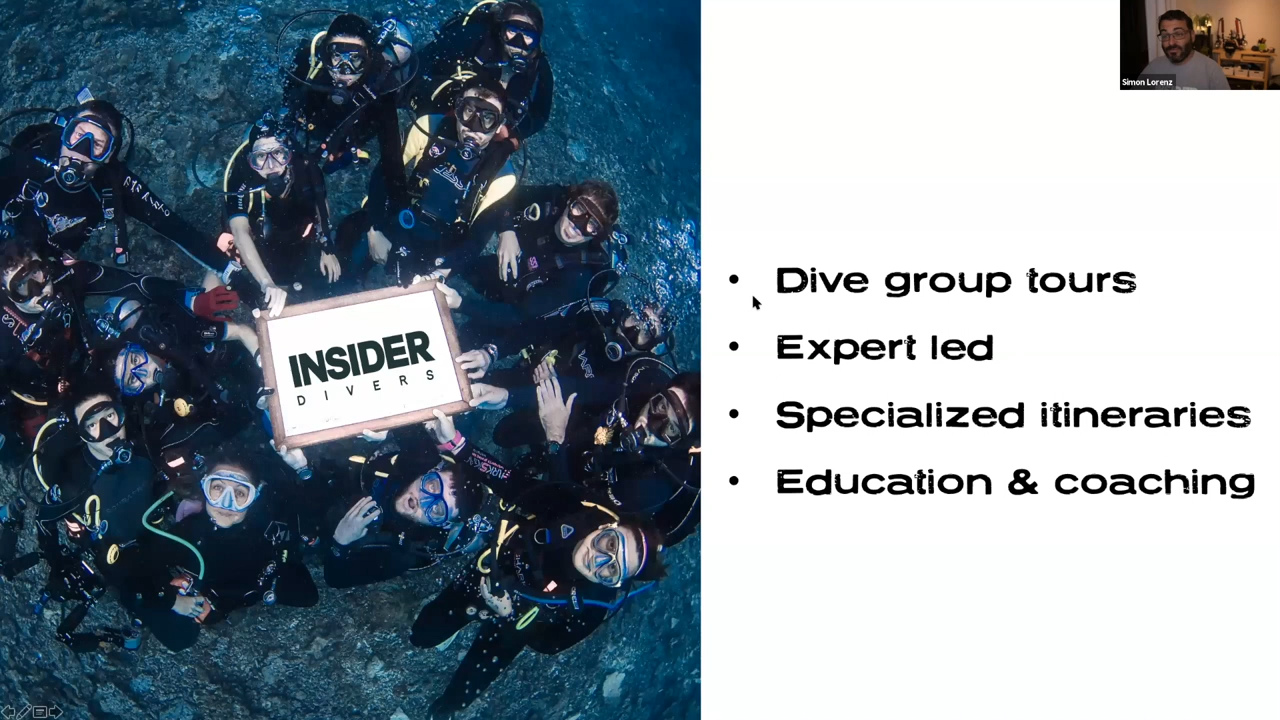 Simon Lorenz
INSIDER
DIVERS
• Dive group tours
• Expert led
• Specialized itineraries
• Education & coaching